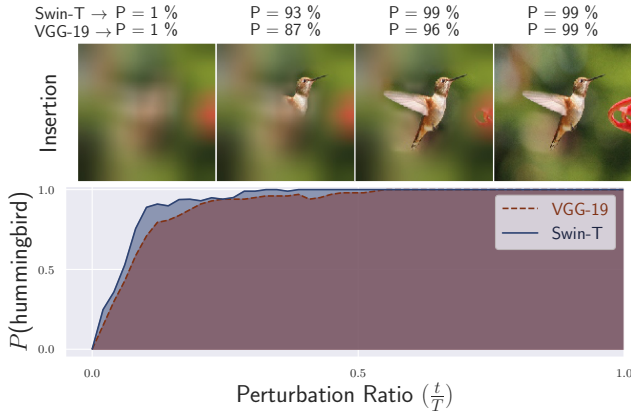 Swin-T → P = 1 % P = 93 % P = 99 % P = 99 %
VGG-19 → P = 1 % P = 87 % P = 96 % P = 99 %
Insertion
P(hummingbird)
1.0
0.5
0.0
VGG-19
Swin-T
0.0 0.5 1.0
Perturbation Ratio (t/T)